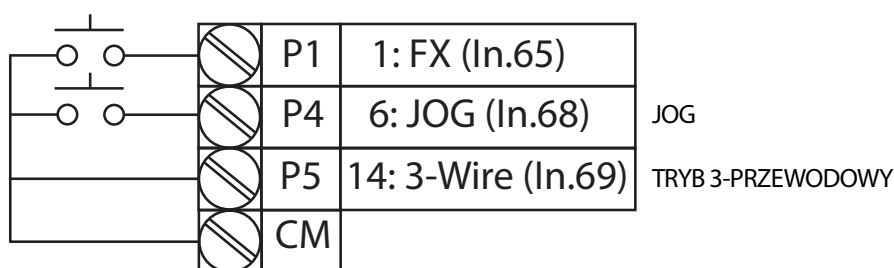 P1 1: FX (In.65)
P4 6: JOG (In.68) JOG
P5 14: 3-Wire (In.69) TRYB 3-PRZEWODOWY
CM